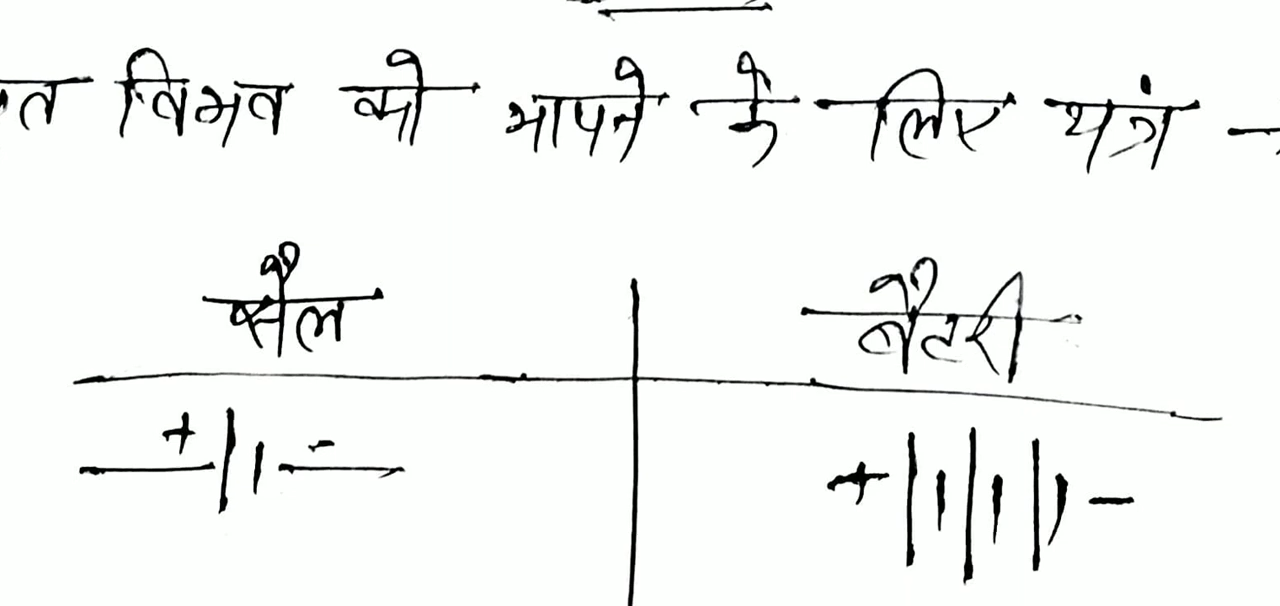 त विभव को मापने के लिए यंत्र →
सैल बैटरी
+ -
+ -